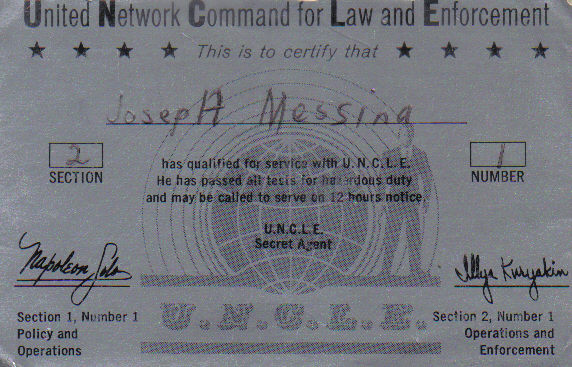 United Network Command for Law and Enforcement
★ ★ ★ ★ This is to certify that ★ ★ ★ ★
JosepH Messina
2
SECTION
1
NUMBER
has qualified for service with U.N.C.L.E.
He has passed all tests for hazardous duty
and may be called to serve on 12 hours notice.
U.N.C.L.E.
Secret Agent
Napoleon Solo
Illya Kuryakin
U.N.C.L.E.
Section 1, Number 1
Policy and
Operations
Section 2, Number 1
Operations and
Enforcement